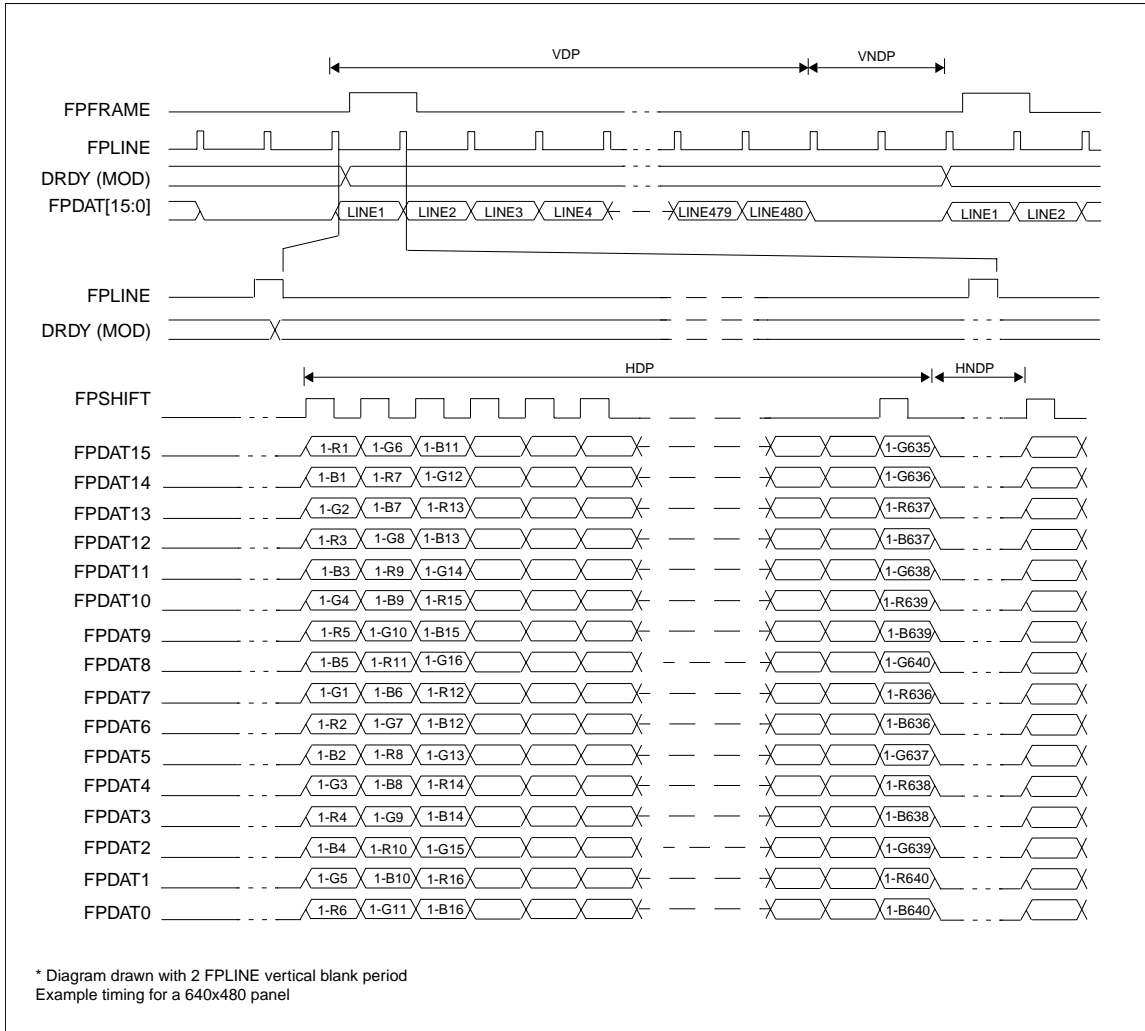 VDP VNDP
FPFRAME
FPLINE
DRDY (MOD)
FPDAT[15:0] LINE1 LINE2 LINE3 LINE4 LINE479 LINE480 LINE1 LINE2
FPLINE
DRDY (MOD)
HDP HNDP
FPSHIFT
FPDAT15 1-R1 1-G6 1-B11 1-G635
FPDAT14 1-B1 1-R7 1-G12 1-G636
FPDAT13 1-G2 1-B7 1-R13 1-R637
FPDAT12 1-R3 1-G8 1-B13 1-B637
FPDAT11 1-B3 1-R9 1-G14 1-G638
FPDAT10 1-G4 1-B9 1-R15 1-R639
FPDAT9 1-R5 1-G10 1-B15 1-B639
FPDAT8 1-B5 1-R11 1-G16 1-G640
FPDAT7 1-G1 1-B6 1-R12 1-R636
FPDAT6 1-R2 1-G7 1-B12 1-B636
FPDAT5 1-B2 1-R8 1-G13 1-G637
FPDAT4 1-G3 1-B8 1-R14 1-R638
FPDAT3 1-R4 1-G9 1-B14 1-B638
FPDAT2 1-B4 1-R10 1-G15 1-G639
FPDAT1 1-G5 1-B10 1-R16 1-R640
FPDAT0 1-R6 1-G11 1-B16 1-B640
* Diagram drawn with 2 FPLINE vertical blank period
Example timing for a 640x480 panel